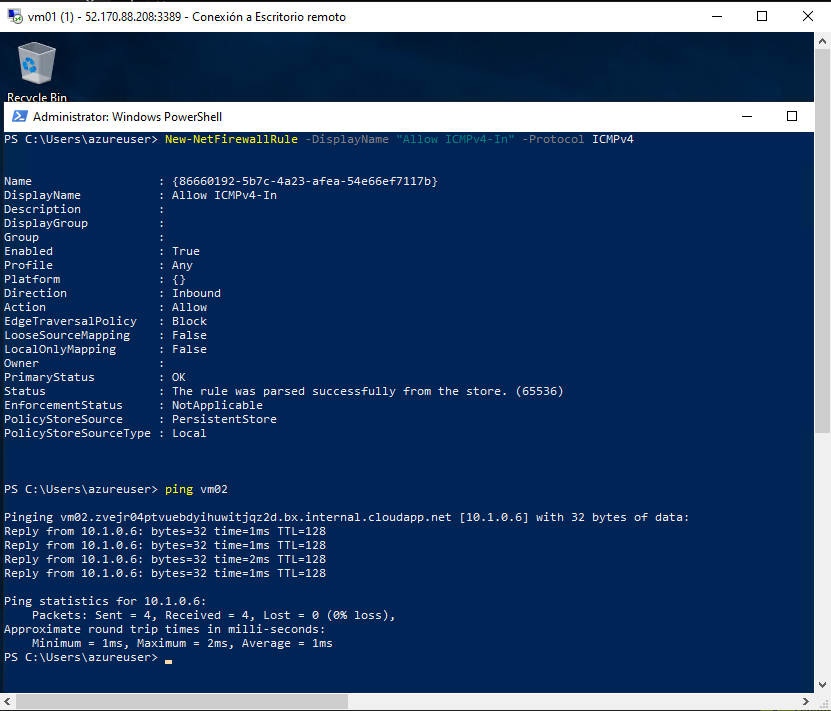 vm01 (1) - 52.170.88.208:3389 - Conexión a Escritorio remoto
Recycle Bin
Administrator: Windows PowerShell
PS C:\Users\azureuser> New-NetFirewallRule -DisplayName "Allow ICMPv4-In" -Protocol ICMPv4
Name                  : {86660192-5b7c-4a23-afea-54e66ef7117b}
DisplayName           : Allow ICMPv4-In
Description           :
DisplayGroup          :
Group                 :
Enabled               : True
Profile               : Any
Platform              : {}
Direction             : Inbound
Action                : Allow
EdgeTraversalPolicy   : Block
LooseSourceMapping    : False
LocalOnlyMapping      : False
Owner                 :
PrimaryStatus         : OK
Status                : The rule was parsed successfully from the store. (65536)
EnforcementStatus     : NotApplicable
PolicyStoreSource     : PersistentStore
PolicyStoreSourceType : Local
PS C:\Users\azureuser> ping vm02
Pinging vm02.zvejr04ptvuebdyihuwitjqz2d.bx.internal.cloudapp.net [10.1.0.6] with 32 bytes of data:
Reply from 10.1.0.6: bytes=32 time=1ms TTL=128
Reply from 10.1.0.6: bytes=32 time=1ms TTL=128
Reply from 10.1.0.6: bytes=32 time=2ms TTL=128
Reply from 10.1.0.6: bytes=32 time=1ms TTL=128
Ping statistics for 10.1.0.6:
    Packets: Sent = 4, Received = 4, Lost = 0 (0% loss),
Approximate round trip times in milli-seconds:
    Minimum = 1ms, Maximum = 2ms, Average = 1ms
PS C:\Users\azureuser>